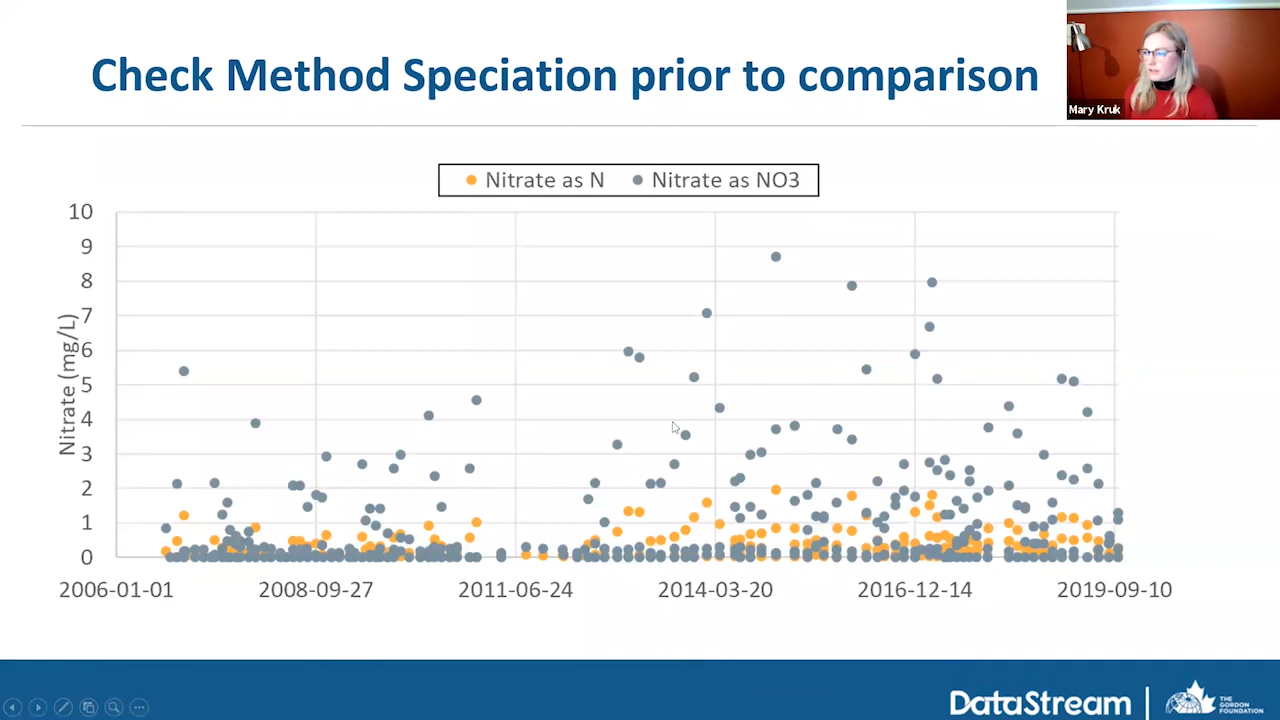 Check Method Speciation prior to comparison
Mary Kruk
Nitrate as N
Nitrate as NO3
Nitrate (mg/L)
10
9
8
7
6
5
4
3
2
1
0
2006-01-01
2008-09-27
2011-06-24
2014-03-20
2016-12-14
2019-09-10
DataStream
THE
GORDON
FOUNDATION